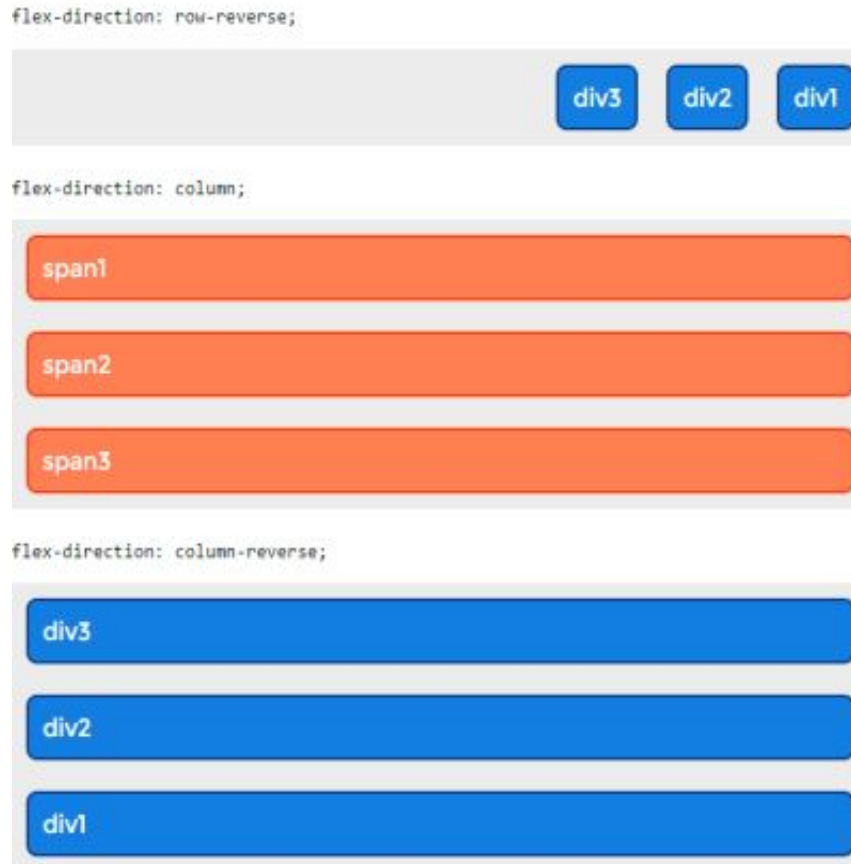 flex-direction: row-reverse;
div3 div2 div1
flex-direction: column;
span1
span2
span3
flex-direction: column-reverse;
div3
div2
div1